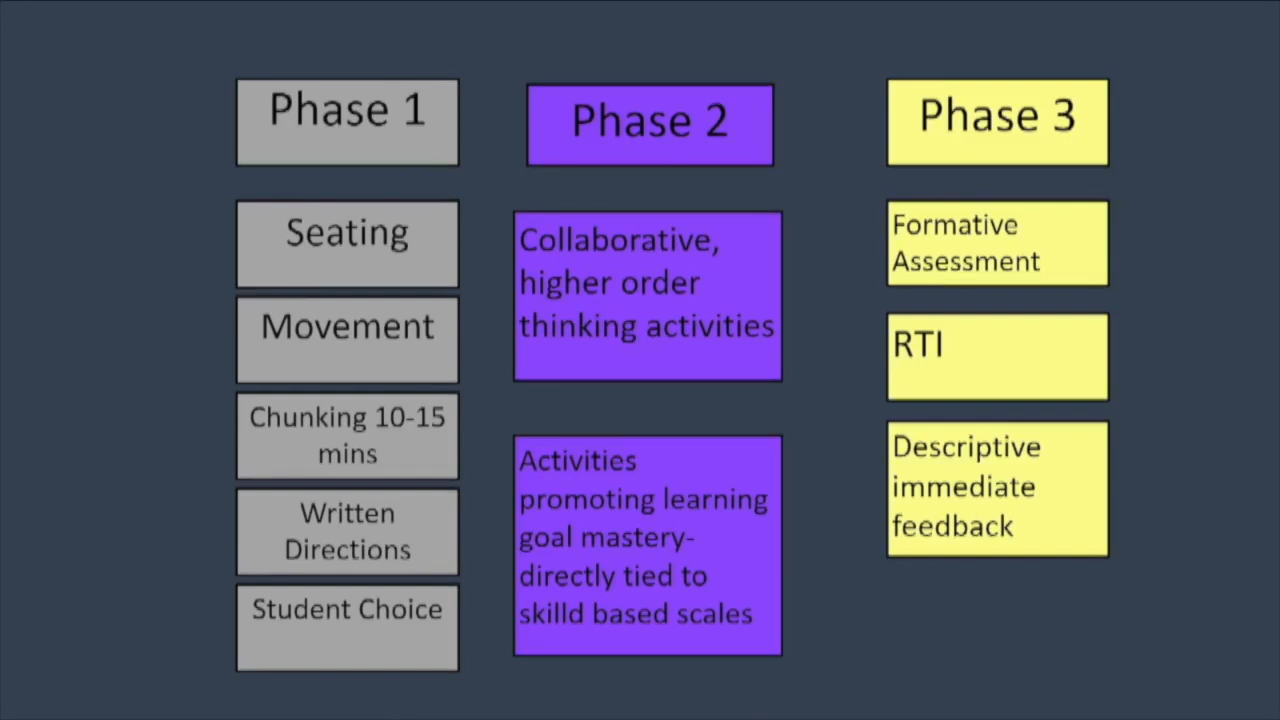 Phase 1
Seating
Movement
Chunking 10-15
mins
Written
Directions
Student Choice
Phase 2
Collaborative,
higher order
thinking activities
Activities
promoting learning
goal mastery-
directly tied to
skilld based scales
Phase 3
Formative
Assessment
RTI
Descriptive
immediate
feedback